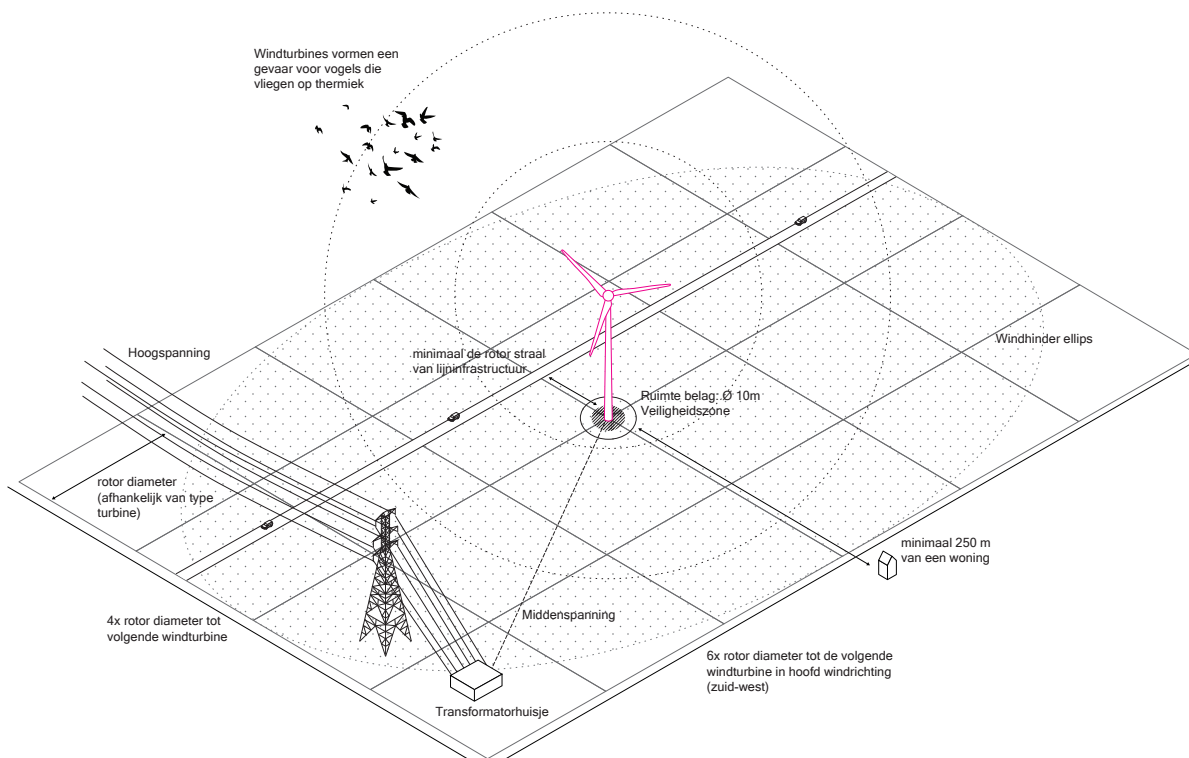 Windturbines vormen een
gevaar voor vogels die
vliegen op thermiek
Hoogspanning
minimaal de rotor straal
van lijninfrastructuur
Windhinder ellips
Ruimte belag: Ø 10m
Veiligheidszone
rotor diameter
(afhankelijk van type
turbine)
minimaal 250 m
van een woning
4x rotor diameter tot
volgende windturbine
Middenspanning
6x rotor diameter tot de volgende
windturbine in hoofd windrichting
(zuid-west)
Transformatorhuisje